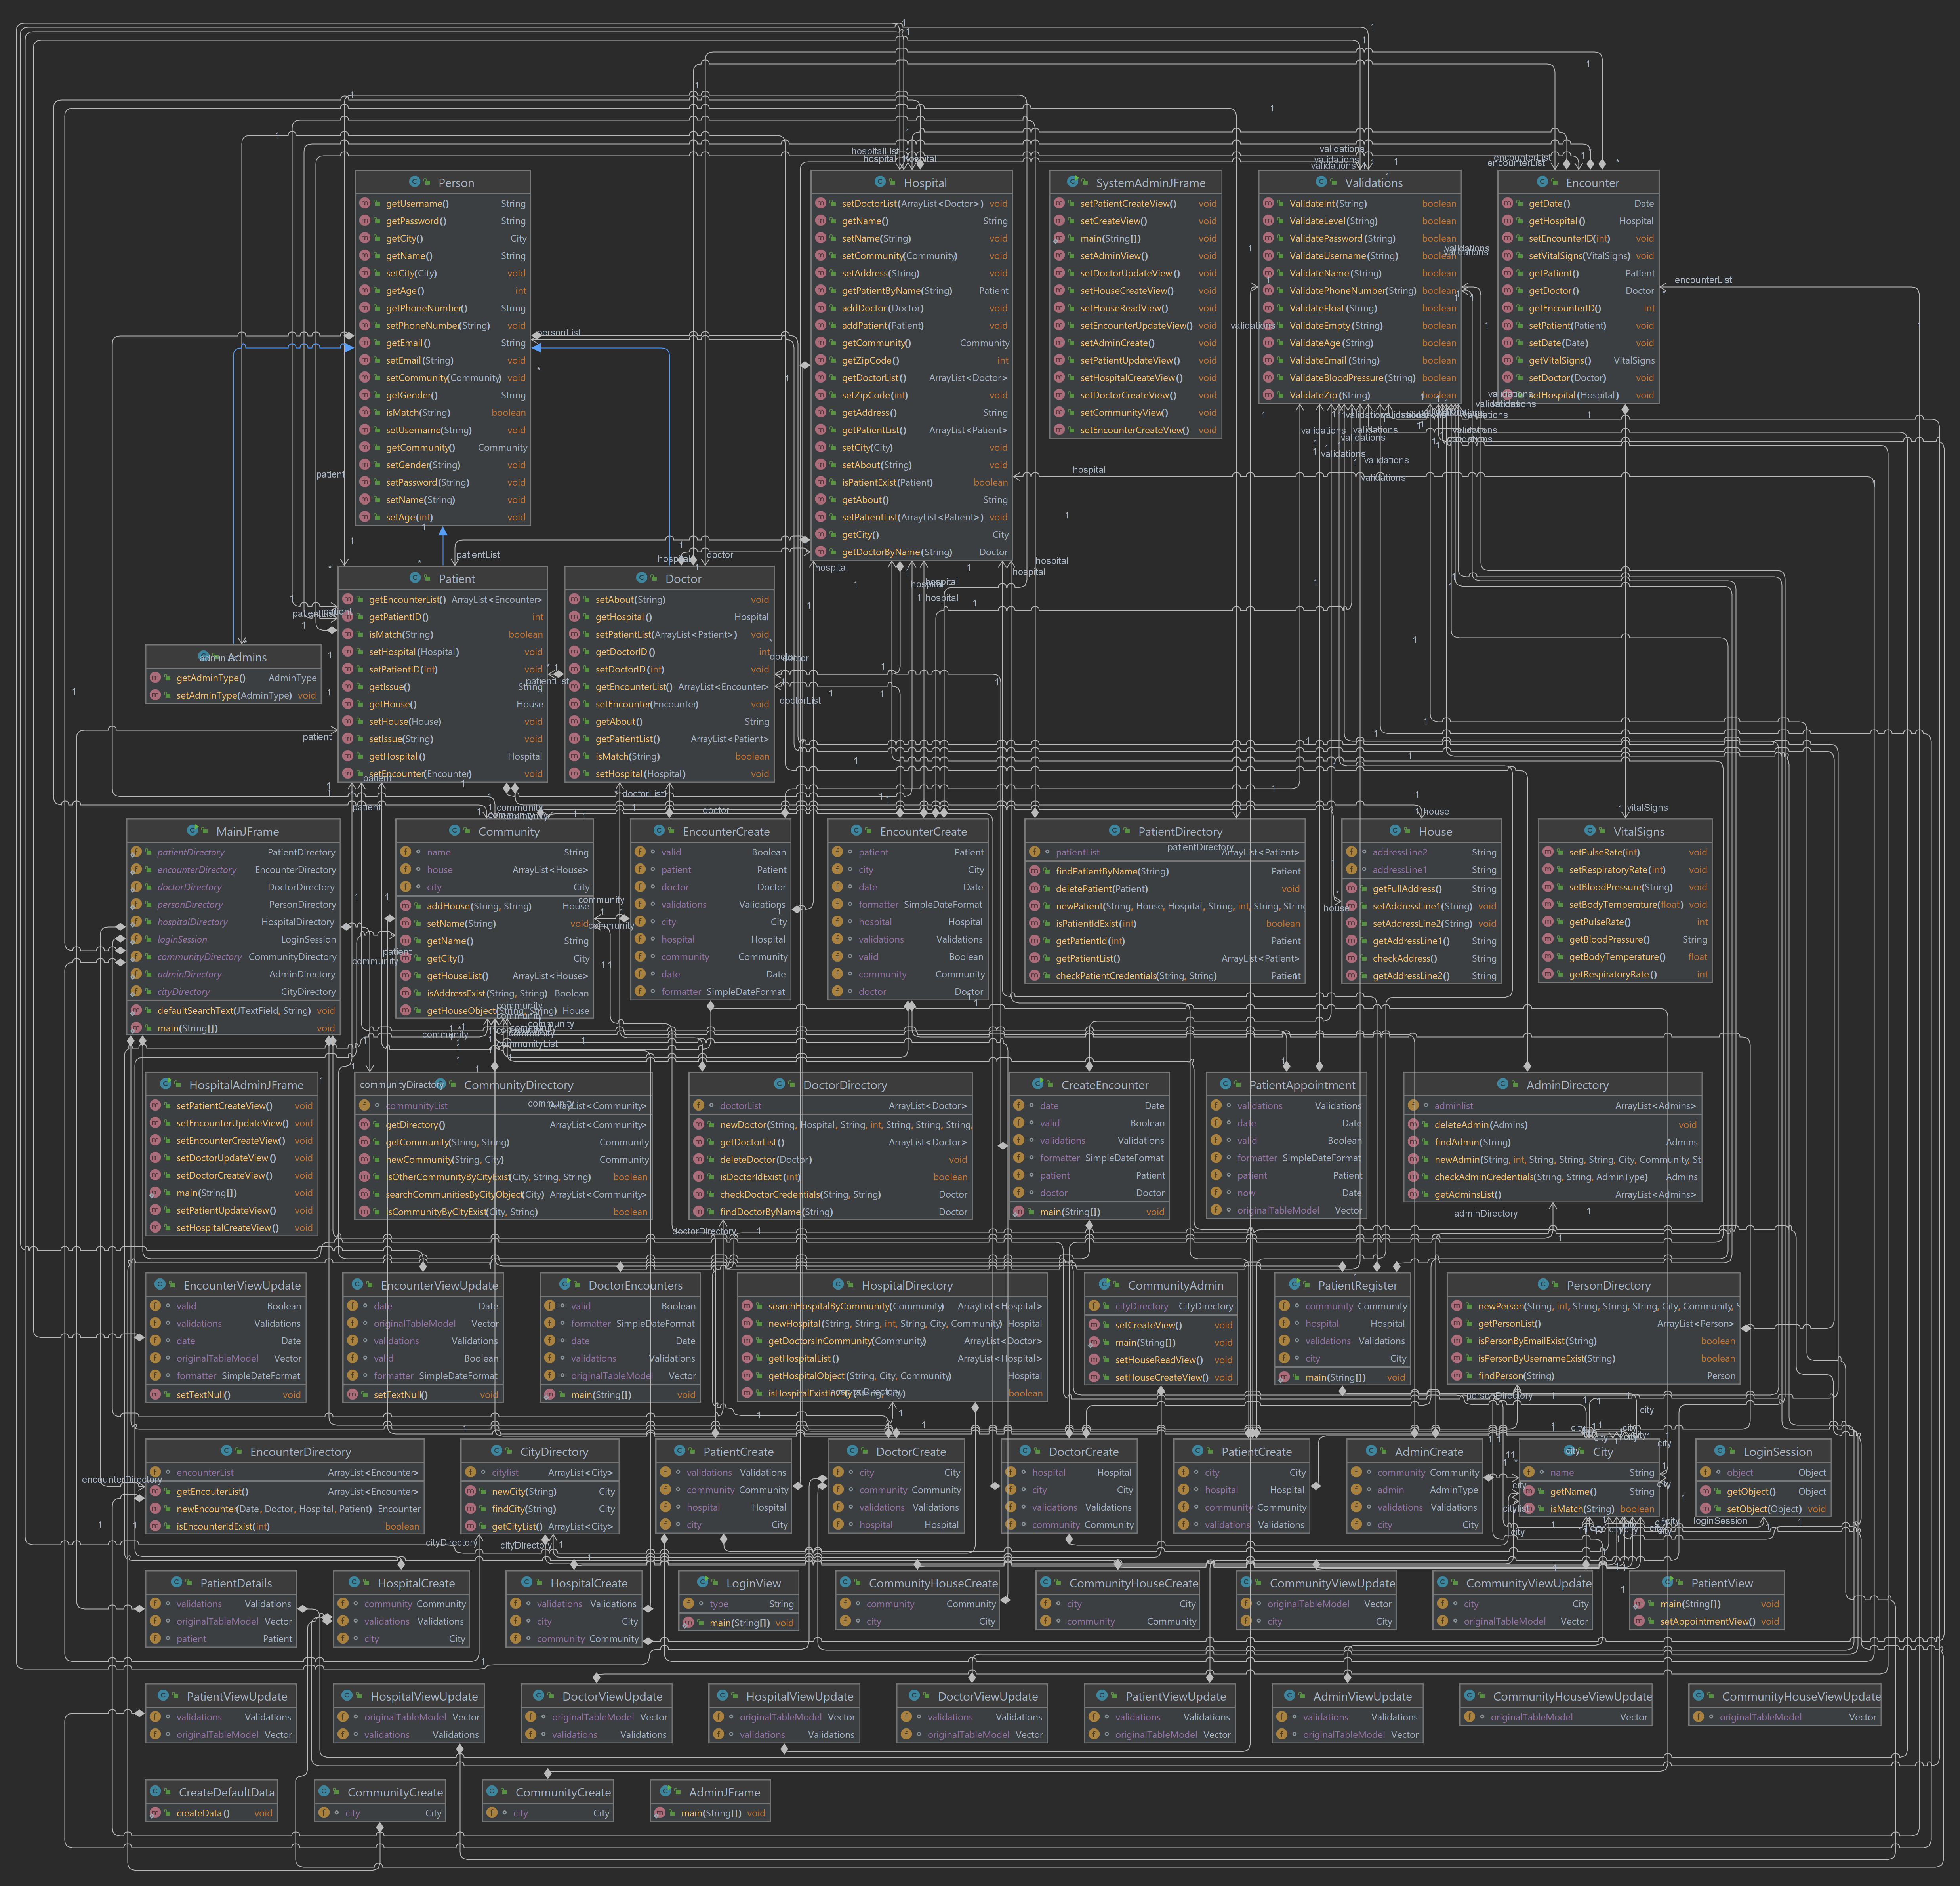 Person
getUsername() String
getPassword() String
getCity() City
getName() String
setCity(City) void
getAge() int
getPhoneNumber() String
setPhoneNumber(String) void
getEmail() String
setEmail(String) void
setCommunity(Community) void
getGender() String
isMatch(String) boolean
setUsername(String) void
getCommunity() Community
setGender(String) void
setPassword(String) void
setName(String) void
setAge(int) void
Hospital
setDoctorList(ArrayList<Doctor>) void
getName() String
setName(String) void
setCommunity(Community) void
setAddress(String) void
getPatientByName(String) Patient
addDoctor(Doctor) void
addPatient(Patient) void
getCommunity() Community
getZipCode() int
getDoctorList() ArrayList<Doctor>
setZipCode(int) void
getAddress() String
getPatientList() ArrayList<Patient>
setCity(City) void
setAbout(String) void
isPatientExist(Patient) boolean
getAbout() String
setPatientList(ArrayList<Patient>) void
getCity() City
getDoctorByName(String) Doctor
SystemAdminJFrame
setPatientCreateView() void
setCreateView() void
main(String[]) void
setAdminView() void
setDoctorUpdateView() void
setHouseCreateView() void
setHouseReadView() void
setEncounterUpdateView() void
setAdminCreate() void
setPatientUpdateView() void
setHospitalCreateView() void
setDoctorCreateView() void
setCommunityView() void
setEncounterCreateView() void
Validations
ValidateInt(String) boolean
ValidateLevel(String) boolean
ValidatePassword(String) boolean
ValidateUsername(String) boolean
ValidateName(String) boolean
ValidatePhoneNumber(String) boolean
ValidateFloat(String) boolean
ValidateEmpty(String) boolean
ValidateAge(String) boolean
ValidateEmail(String) boolean
ValidateBloodPressure(String) boolean
ValidateZip(String) boolean
Encounter
getDate() Date
getHospital() Hospital
setEncounterID(int) void
setVitalSigns(VitalSigns) void
getPatient() Patient
getDoctor() Doctor
getEncounterID() int
setPatient(Patient) void
setDate(Date) void
getVitalSigns() VitalSigns
setDoctor(Doctor) void
setHospital(Hospital) void
Patient
getEncounterList() ArrayList<Encounter>
getPatientID() int
isMatch(String) boolean
setHospital(Hospital) void
setPatientID(int) void
getIssue() String
getHouse() House
setHouse(House) void
setIssue(String) void
getHospital() Hospital
setEncounter(Encounter) void
Doctor
setAbout(String) void
getHospital() Hospital
setPatientList(ArrayList<Patient>) void
getDoctorID() int
setDoctorID(int) void
getEncounterList() ArrayList<Encounter>
setEncounter(Encounter) void
getAbout() String
getPatientList() ArrayList<Patient>
isMatch(String) boolean
setHospital(Hospital) void
Admins
getAdminType() AdminType
setAdminType(AdminType) void
MainJFrame
patientDirectory PatientDirectory
encounterDirectory EncounterDirectory
doctorDirectory DoctorDirectory
personDirectory PersonDirectory
hospitalDirectory HospitalDirectory
loginSession LoginSession
communityDirectory CommunityDirectory
adminDirectory AdminDirectory
cityDirectory CityDirectory
defaultSearchText(JTextField, String) void
main(String[]) void
Community
name String
house ArrayList<House>
city City
addHouse(String, String) House
setName(String) void
getName() String
getCity() City
getHouseList() ArrayList<House>
isAddressExist(String, String) Boolean
getHouseObject(String, String) House
EncounterCreate
valid Boolean
patient Patient
doctor Doctor
validations Validations
city City
hospital Hospital
community Community
date Date
formatter SimpleDateFormat
EncounterCreate
patient Patient
city City
date Date
formatter SimpleDateFormat
hospital Hospital
validations Validations
valid Boolean
community Community
doctor Doctor
PatientDirectory
patientList ArrayList<Patient>
findPatientByName(String) Patient
deletePatient(Patient) void
newPatient(String, House, Hospital, String, int, String, String, Strin
isPatientIdExist(int) boolean
getPatientId(int) Patient
getPatientList() ArrayList<Patient>
checkPatientCredentials(String, String) Patient
House
addressLine2 String
addressLine1 String
getFullAddress() String
setAddressLine1(String) void
setAddressLine2(String) void
getAddressLine1() String
checkAddress() String
getAddressLine2() String
VitalSigns
setPulseRate(int) void
setRespiratoryRate(int) void
setBloodPressure(String) void
setBodyTemperature(float) void
getPulseRate() int
getBloodPressure() String
getBodyTemperature() float
getRespiratoryRate() int
HospitalAdminJFrame
setPatientCreateView() void
setEncounterUpdateView() void
setEncounterCreateView() void
setDoctorUpdateView() void
setDoctorCreateView() void
main(String[]) void
setPatientUpdateView() void
setHospitalCreateView() void
CommunityDirectory
communityList ArrayList<Community>
getDirectory() ArrayList<Community>
getCommunity(String, String) Community
newCommunity(String, City) Community
isOtherCommunityByCityExist(City, String, String) boolean
searchCommunitiesByCityObject(City) ArrayList<Community>
isCommunityByCityExist(City, String) boolean
DoctorDirectory
doctorList ArrayList<Doctor>
newDoctor(String, Hospital, String, int, String, String, String,
getDoctorList() ArrayList<Doctor>
deleteDoctor(Doctor) void
isDoctorIdExist(int) boolean
checkDoctorCredentials(String, String) Doctor
findDoctorByName(String) Doctor
CreateEncounter
date Date
valid Boolean
validations Validations
formatter SimpleDateFormat
patient Patient
doctor Doctor
main(String[]) void
PatientAppointment
validations Validations
date Date
valid Boolean
formatter SimpleDateFormat
patient Patient
now Date
originalTableModel Vector
AdminDirectory
adminlist ArrayList<Admins>
deleteAdmin(Admins) void
findAdmin(String) Admins
newAdmin(String, int, String, String, String, City, Community, St
checkAdminCredentials(String, String, AdminType) Admins
getAdminsList() ArrayList<Admins>
EncounterViewUpdate
valid Boolean
validations Validations
date Date
originalTableModel Vector
formatter SimpleDateFormat
setTextNull() void
EncounterViewUpdate
date Date
originalTableModel Vector
validations Validations
valid Boolean
formatter SimpleDateFormat
setTextNull() void
DoctorEncounters
valid Boolean
formatter SimpleDateFormat
date Date
validations Validations
originalTableModel Vector
main(String[]) void
HospitalDirectory
searchHospitalByCommunity(Community) ArrayList<Hospital>
newHospital(String, String, int, String, City, Community) Hospital
getDoctorsInCommunity(Community) ArrayList<Doctor>
getHospitalList() ArrayList<Hospital>
getHospitalObject(String, City, Community) Hospital
boolean
CommunityAdmin
cityDirectory CityDirectory
setCreateView() void
main(String[]) void
setHouseReadView() void
setHouseCreateView() void
PatientRegister
community Community
hospital Hospital
validations Validations
city City
main(String[]) void
PersonDirectory
newPerson(String, int, String, String, String, City, Community, S
getPersonList() ArrayList<Person>
isPersonByEmailExist(String) boolean
isPersonByUsernameExist(String) boolean
findPerson(String) Person
EncounterDirectory
encounterList ArrayList<Encounter>
getEncouterList() ArrayList<Encounter>
newEncounter(Date, Doctor, Hospital, Patient) Encounter
isEncounterIdExist(int) boolean
CityDirectory
citylist ArrayList<City>
newCity(String) City
findCity(String) City
getCityList() ArrayList<City>
PatientCreate
validations Validations
community Community
hospital Hospital
city City
DoctorCreate
city City
community Community
validations Validations
hospital Hospital
DoctorCreate
hospital Hospital
city City
validations Validations
community Community
PatientCreate
city City
hospital Hospital
community Community
validations Validations
AdminCreate
community Community
admin AdminType
validations Validations
city City
City
name String
getName() String
isMatch(String) boolean
LoginSession
object Object
getObject() Object
setObject(Object) void
PatientDetails
validations Validations
originalTableModel Vector
patient Patient
HospitalCreate
community Community
validations Validations
city City
HospitalCreate
validations Validations
city City
community Community
LoginView
type String
main(String[]) void
CommunityHouseCreate
community Community
city City
CommunityHouseCreate
city City
community Community
CommunityViewUpdate
originalTableModel Vector
city City
CommunityViewUpdate
city City
originalTableModel Vector
PatientView
main(String[]) void
setAppointmentView() void
PatientViewUpdate
validations Validations
originalTableModel Vector
HospitalViewUpdate
originalTableModel Vector
validations Validations
DoctorViewUpdate
originalTableModel Vector
validations Validations
HospitalViewUpdate
originalTableModel Vector
validations Validations
DoctorViewUpdate
validations Validations
originalTableModel Vector
PatientViewUpdate
validations Validations
originalTableModel Vector
AdminViewUpdate
validations Validations
originalTableModel Vector
CommunityHouseViewUpdate
originalTableModel Vector
CommunityHouseViewUpdate
originalTableModel Vector
CreateDefaultData
createData() void
CommunityCreate
city City
CommunityCreate
city City
AdminJFrame
main(String[]) void